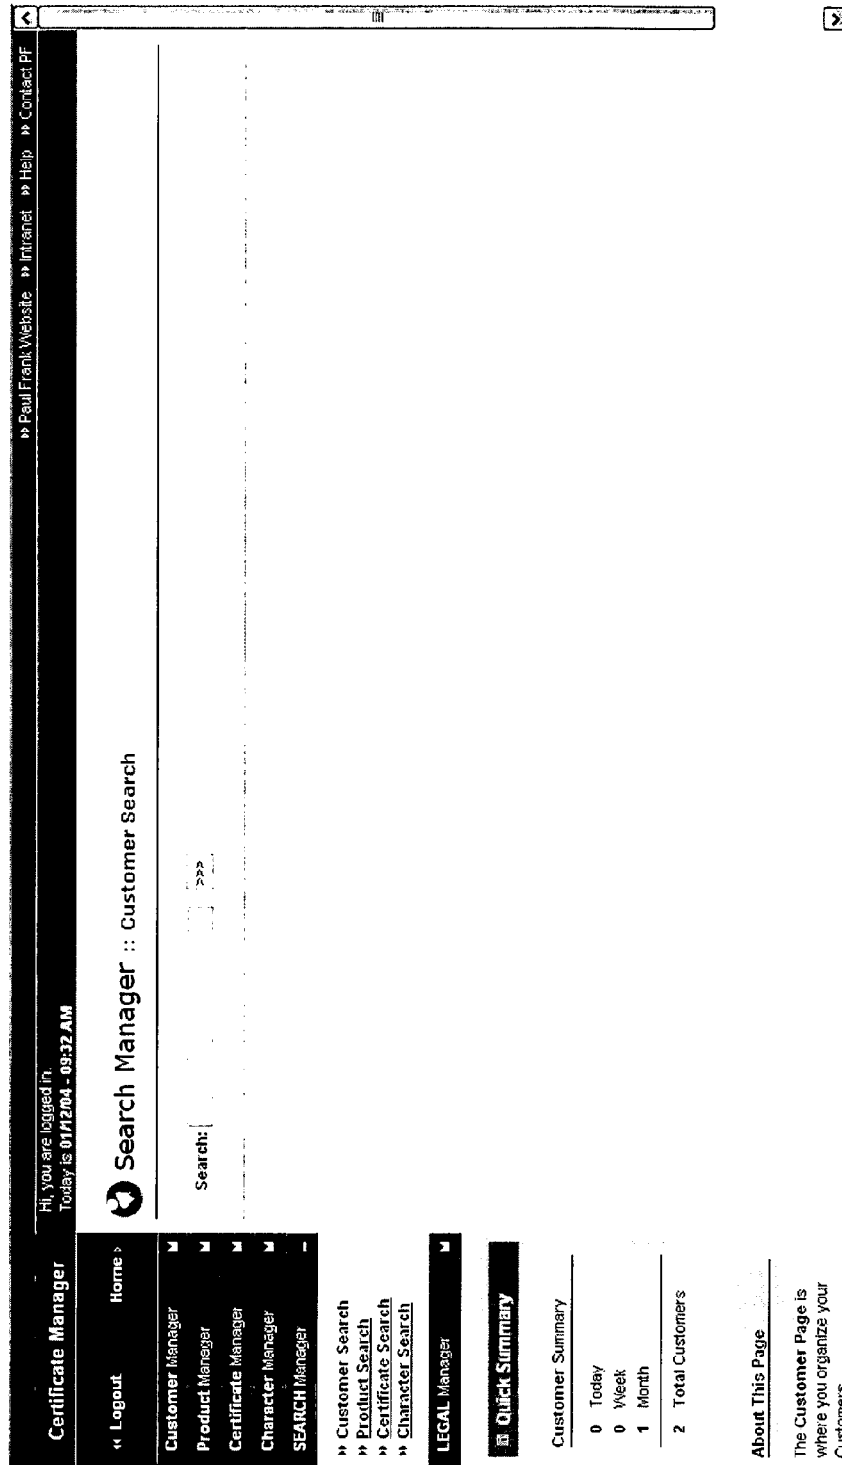 Certificate Manager
Hi, you are logged in.
Today is 01/12/04 - 09:32 AM
›› Paul Frank Website ›› Intranet ›› Help ›› Contact PF
‹‹ Logout Home ›
Search Manager :: Customer Search
Search: >>>
Customer Manager
Product Manager
Certificate Manager
Character Manager
SEARCH Manager
›› Customer Search
›› Product Search
›› Certificate Search
›› Character Search
LEGAL Manager
Quick Summary
Customer Summary
0 Today
0 Week
1 Month
2 Total Customers
About This Page
The Customer Page is
where you organize your
Customers